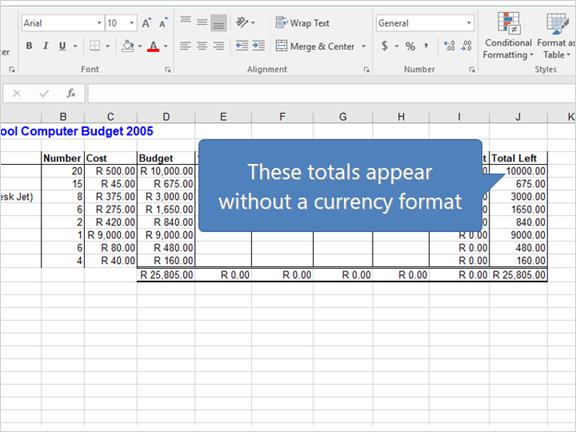 Arial 10 A A Wrap Text General
B I U A Merge & Center $ % , .0 .00 .00 .0 Conditional Format as
Formatting Table
Font Alignment Number Styles
fx
B C D E F G H I J K
ool Computer Budget 2005
Number Cost Budget t Total Left
20 R 500.00 R 10,000.00 10000.00
15 R 45.00 R 675.00 675.00
esk Jet) 8 R 375.00 R 3,000.00 3000.00
6 R 275.00 R 1,650.00 1650.00
2 R 420.00 R 840.00 840.00
1 R 9,000.00 R 9,000.00 R 0.00 9000.00
6 R 80.00 R 480.00 R 0.00 480.00
4 R 40.00 R 160.00 R 0.00 160.00
R 25,805.00 R 0.00 R 0.00 R 0.00 R 0.00 R 0.00 R 25,805.00
These totals appear
without a currency format